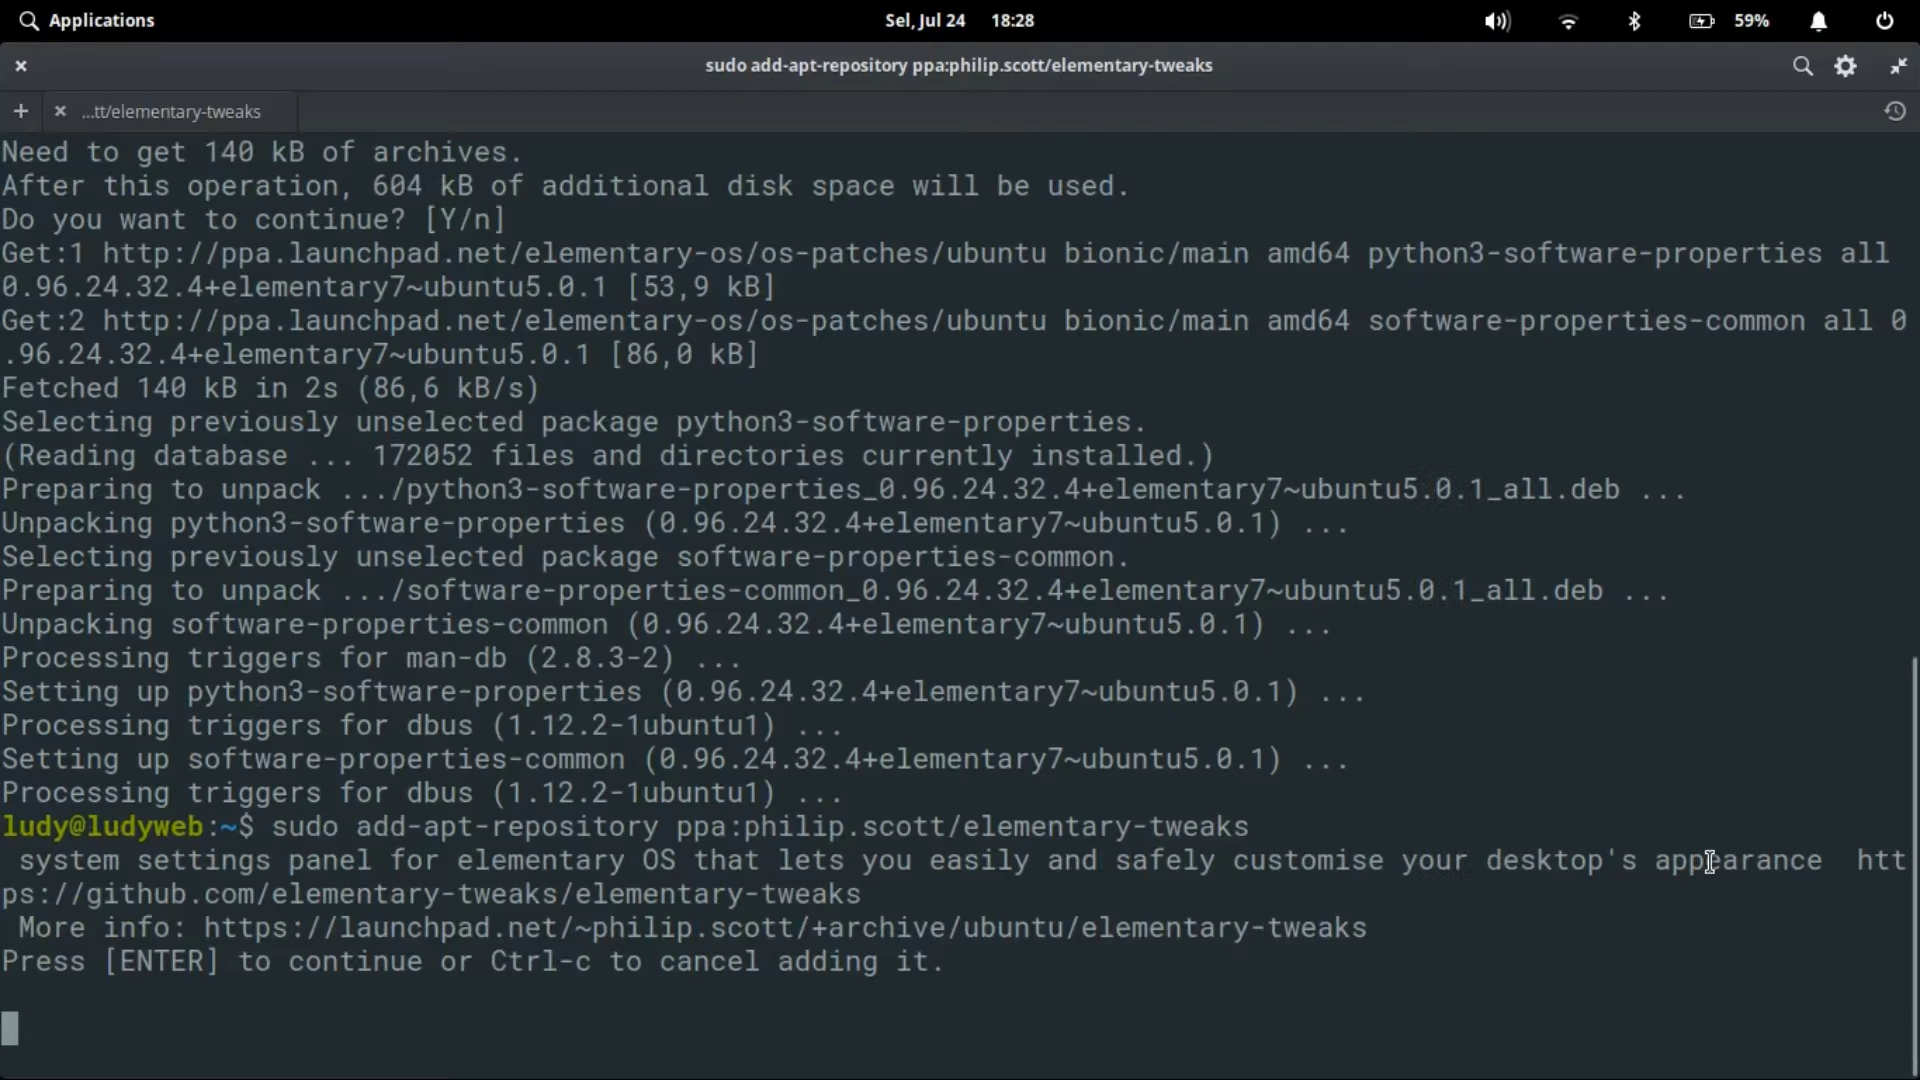 Applications
Sel, Jul 24 18:28
59%
sudo add-apt-repository ppa:philip.scott/elementary-tweaks
...tt/elementary-tweaks
Need to get 140 kB of archives.
After this operation, 604 kB of additional disk space will be used.
Do you want to continue? [Y/n]
Get:1 http://ppa.launchpad.net/elementary-os/os-patches/ubuntu bionic/main amd64 python3-software-properties all
0.96.24.32.4+elementary7~ubuntu5.0.1 [53,9 kB]
Get:2 http://ppa.launchpad.net/elementary-os/os-patches/ubuntu bionic/main amd64 software-properties-common all 0
.96.24.32.4+elementary7~ubuntu5.0.1 [86,0 kB]
Fetched 140 kB in 2s (86,6 kB/s)
Selecting previously unselected package python3-software-properties.
(Reading database ... 172052 files and directories currently installed.)
Preparing to unpack .../python3-software-properties_0.96.24.32.4+elementary7~ubuntu5.0.1_all.deb ...
Unpacking python3-software-properties (0.96.24.32.4+elementary7~ubuntu5.0.1) ...
Selecting previously unselected package software-properties-common.
Preparing to unpack .../software-properties-common_0.96.24.32.4+elementary7~ubuntu5.0.1_all.deb ...
Unpacking software-properties-common (0.96.24.32.4+elementary7~ubuntu5.0.1) ...
Processing triggers for man-db (2.8.3-2) ...
Setting up python3-software-properties (0.96.24.32.4+elementary7~ubuntu5.0.1) ...
Processing triggers for dbus (1.12.2-1ubuntu1) ...
Setting up software-properties-common (0.96.24.32.4+elementary7~ubuntu5.0.1) ...
Processing triggers for dbus (1.12.2-1ubuntu1) ...
ludy@ludyweb:~$ sudo add-apt-repository ppa:philip.scott/elementary-tweaks
system settings panel for elementary OS that lets you easily and safely customise your desktop's appearance htt
ps://github.com/elementary-tweaks/elementary-tweaks
More info: https://launchpad.net/~philip.scott/+archive/ubuntu/elementary-tweaks
Press [ENTER] to continue or Ctrl-c to cancel adding it.